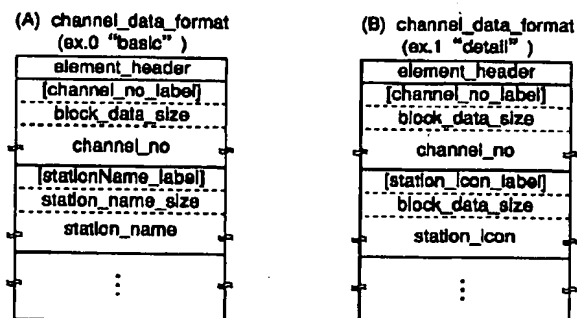 (A) channel_data_format
(ex.0 "basic" )
element_header
[channel_no_label]
block_data_size
channel_no
[stationName_label]
station_name_size
station_name
(B) channel_data_format
(ex.1 "detail" )
element_header
[channel_no_label]
block_data_size
channel_no
[station_icon_label]
block_data_size
station_icon